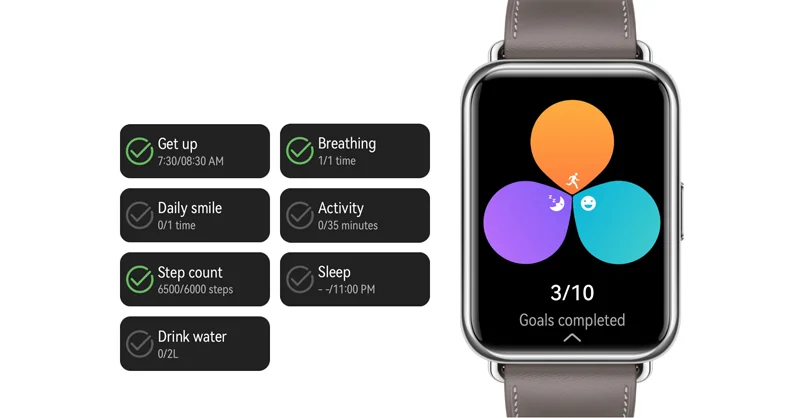 Get up
7:30/08:30 AM
Breathing
1/1 time
Daily smile
0/1 time
Activity
0/35 minutes
Step count
6500/6000 steps
Sleep
- -/11:00 PM
Drink water
0/2L
3/10
Goals completed